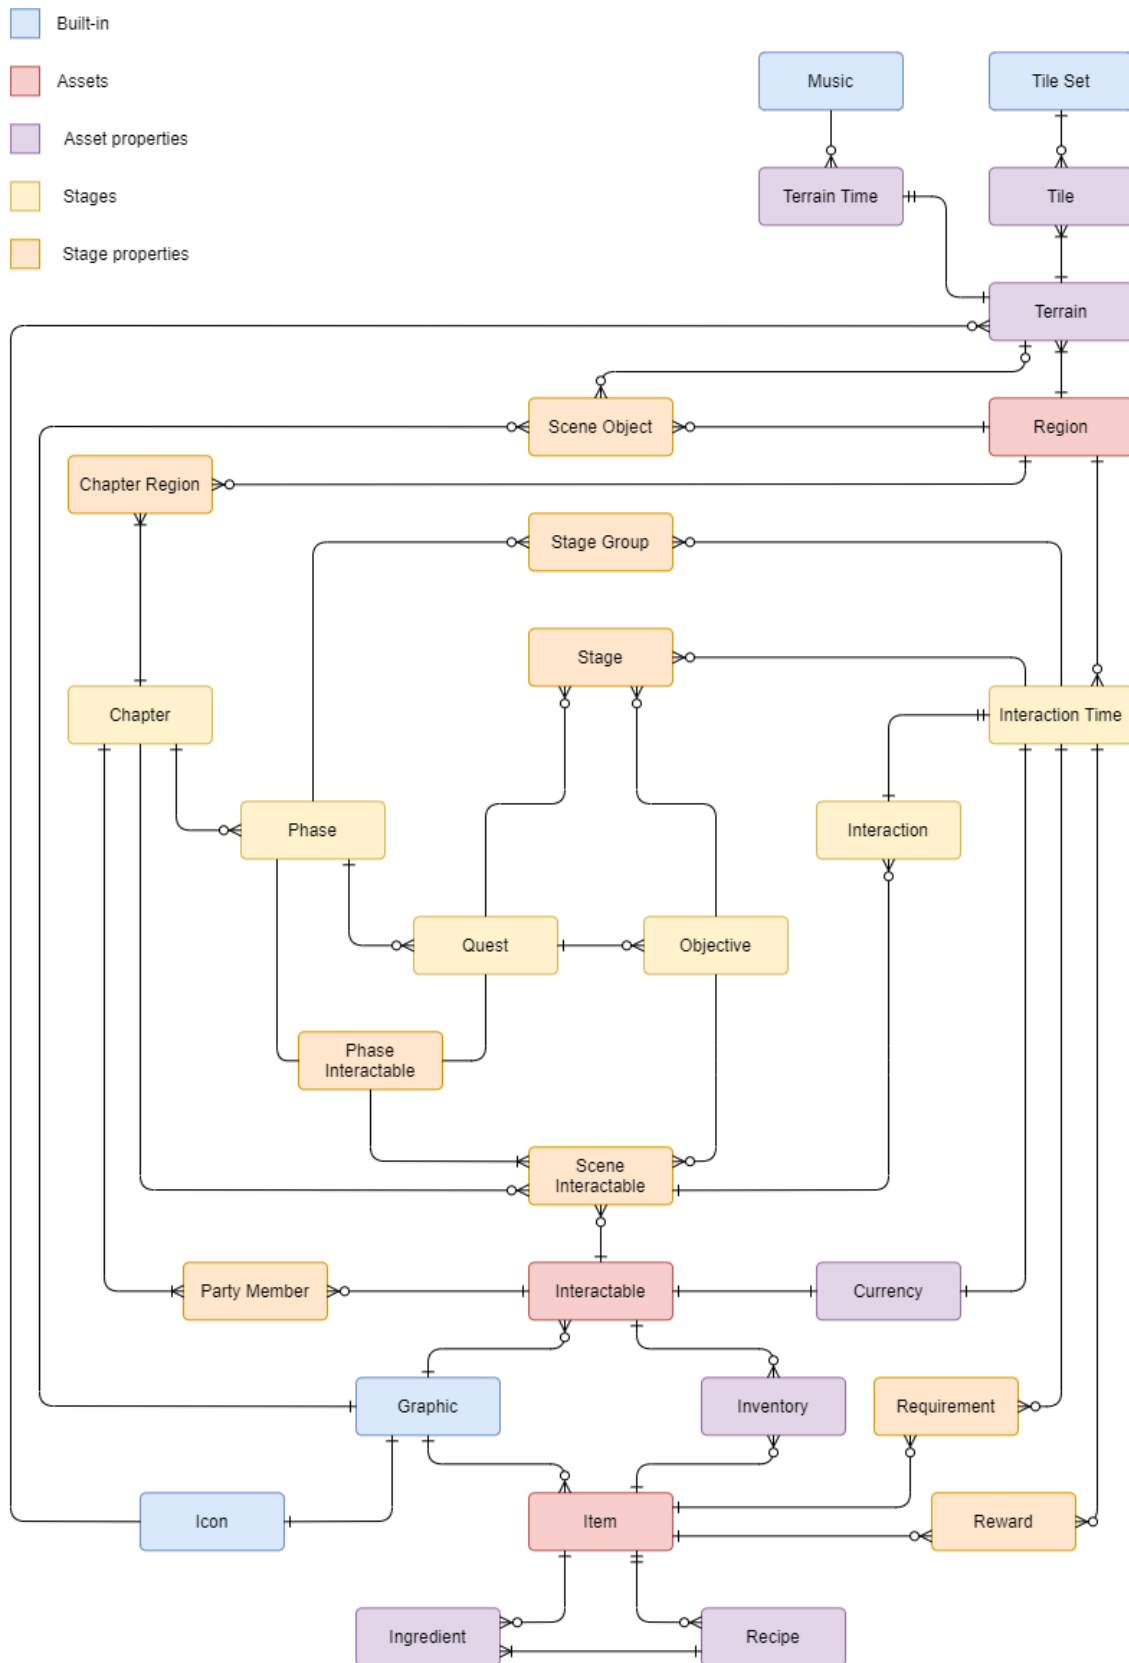 Built-in
Assets
Asset properties
Stages
Stage properties
Music
Tile Set
Terrain Time
Tile
Terrain
Scene Object
Region
Chapter Region
Stage Group
Stage
Chapter
Interaction Time
Phase
Interaction
Quest
Objective
Phase
Interactable
Scene
Interactable
Party Member
Interactable
Currency
Graphic
Inventory
Requirement
Icon
Item
Reward
Ingredient
Recipe